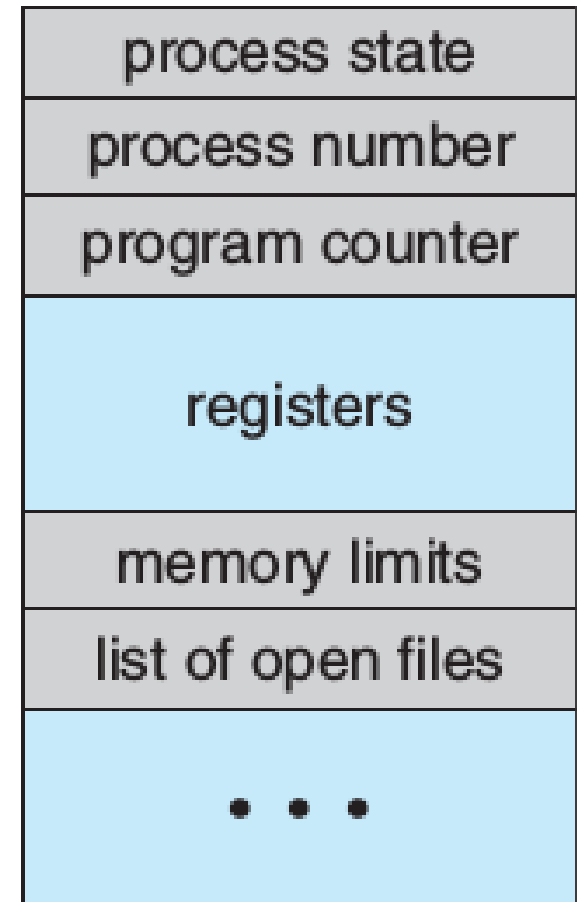 process state
process number
program counter
registers
memory limits
list of open files
• • •